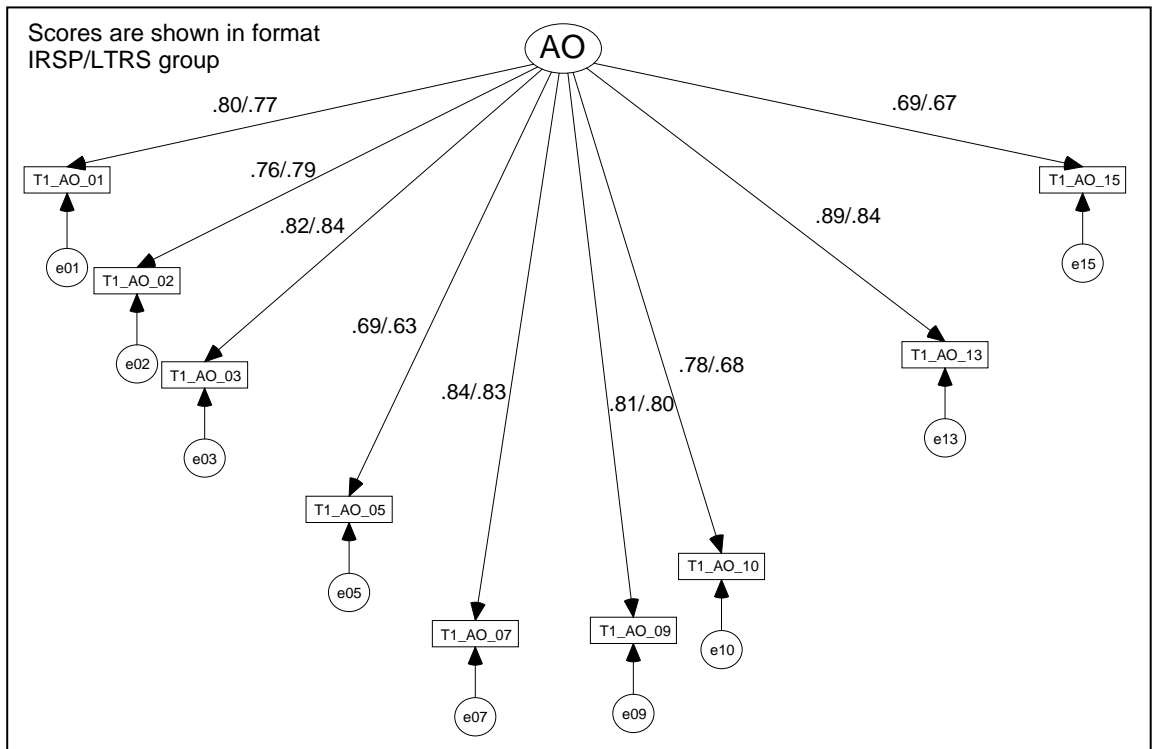 Scores are shown in format
IRSP/LTRS group
AO
.80/.77
.69/.67
.76/.79
.82/.84
.89/.84
.69/.63
.84/.83
.81/.80
.78/.68
T1_AO_01
T1_AO_15
e01
e15
T1_AO_02
e02
T1_AO_03
T1_AO_13
e03
e13
T1_AO_05
e05
T1_AO_10
T1_AO_07
T1_AO_09
e10
e07
e09